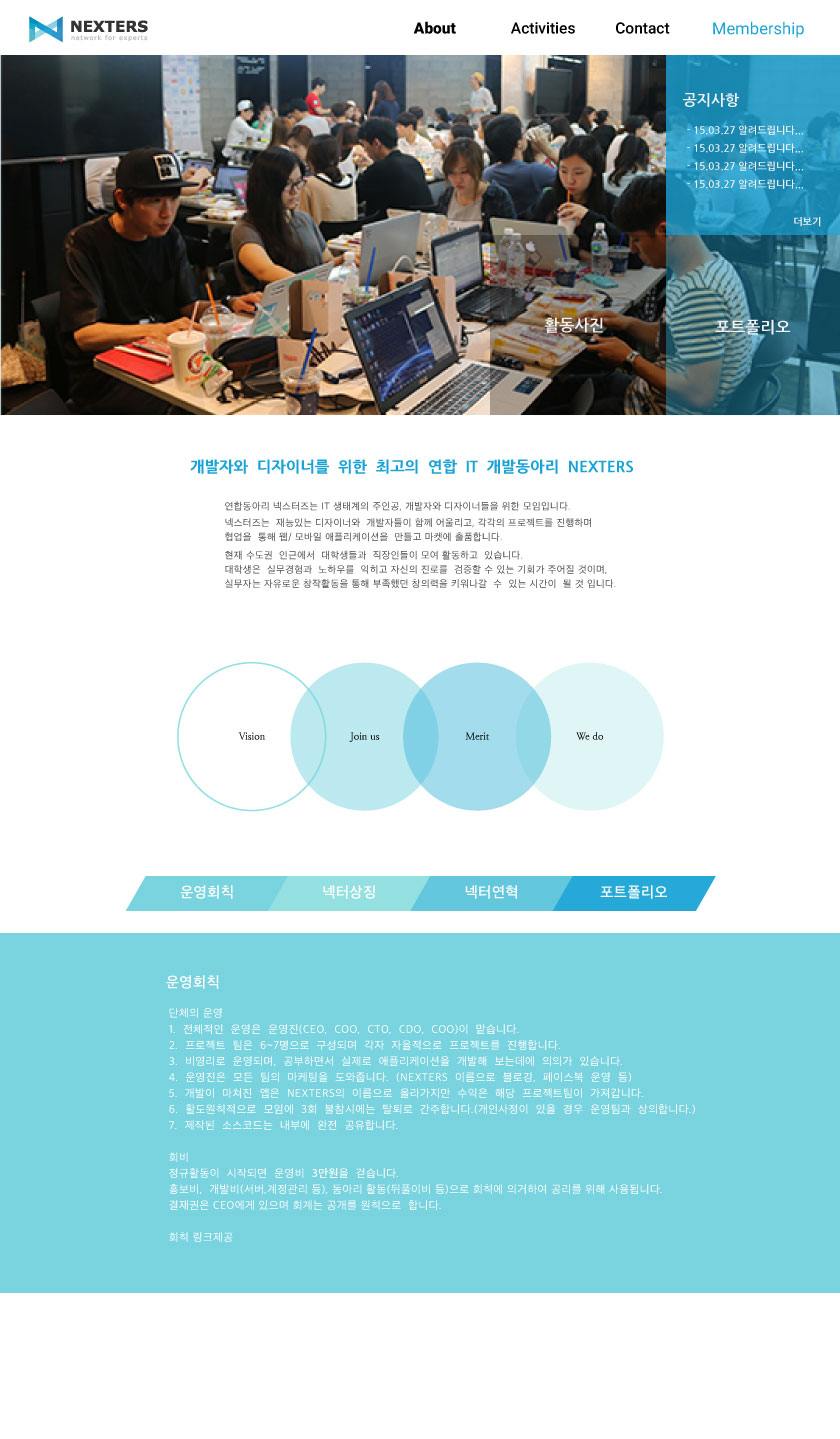 NEXTERS
network for experts
About
Activities
Contact
Membership
공지사항
- 15.03.27 알려드립니다...
- 15.03.27 알려드립니다...
- 15.03.27 알려드립니다...
- 15.03.27 알려드립니다...
더보기
활동사진
포트폴리오
개발자와 디자이너를 위한 최고의 연합 IT 개발동아리 NEXTERS
연합동아리 넥스터즈는 IT 생태계의 주인공, 개발자와 디자이너들을 위한 모임입니다.
넥스터즈는 재능있는 디자이너와 개발자들이 함께 어울리고, 각각의 프로젝트를 진행하며
협업을 통해 웹/ 모바일 애플리케이션을 만들고 마켓에 출품합니다.
현재 수도권 인근에서 대학생들과 직장인들이 모여 활동하고 있습니다.
대학생은 실무경험과 노하우를 익히고 자신의 진로를 검증할 수 있는 기회가 주어질 것이며,
실무자는 자유로운 창작활동을 통해 부족했던 창의력을 키워나갈 수 있는 시간이 될 것 입니다.
Vision
Join us
Merit
We do
운영회칙
넥터상징
넥터연혁
포트폴리오
운영회칙
단체의 운영
1. 전체적인 운영은 운영진(CEO, COO, CTO, CDO, COO)이 맡습니다.
2. 프로젝트 팀은 6~7명으로 구성되며 각자 자율적으로 프로젝트를 진행합니다.
3. 비영리로 운영되며, 공부하면서 실제로 애플리케이션을 개발해 보는데에 의의가 있습니다.
4. 운영진은 모든 팀의 마케팅을 도와줍니다. (NEXTERS 이름으로 블로깅, 페이스북 운영 등)
5. 개발이 마쳐진 앱은 NEXTERS의 이름으로 올라가지만 수익은 해당 프로젝트팀이 가져갑니다.
6. 활도원칙적으로 모임에 3회 불참시에는 탈퇴로 간주합니다.(개인사정이 있을 경우 운영팀과 상의합니다.)
7. 제작된 소스코드는 내부에 완전 공유합니다.
회비
정규활동이 시작되면 운영비 3만원을 걷습니다.
홍보비, 개발비(서버,계정관리 등), 동아리 활동(뒤풀이비 등)으로 회칙에 의거하여 공리를 위해 사용됩니다.
결재권은 CEO에게 있으며 회계는 공개를 원칙으로 합니다.
회칙 링크제공